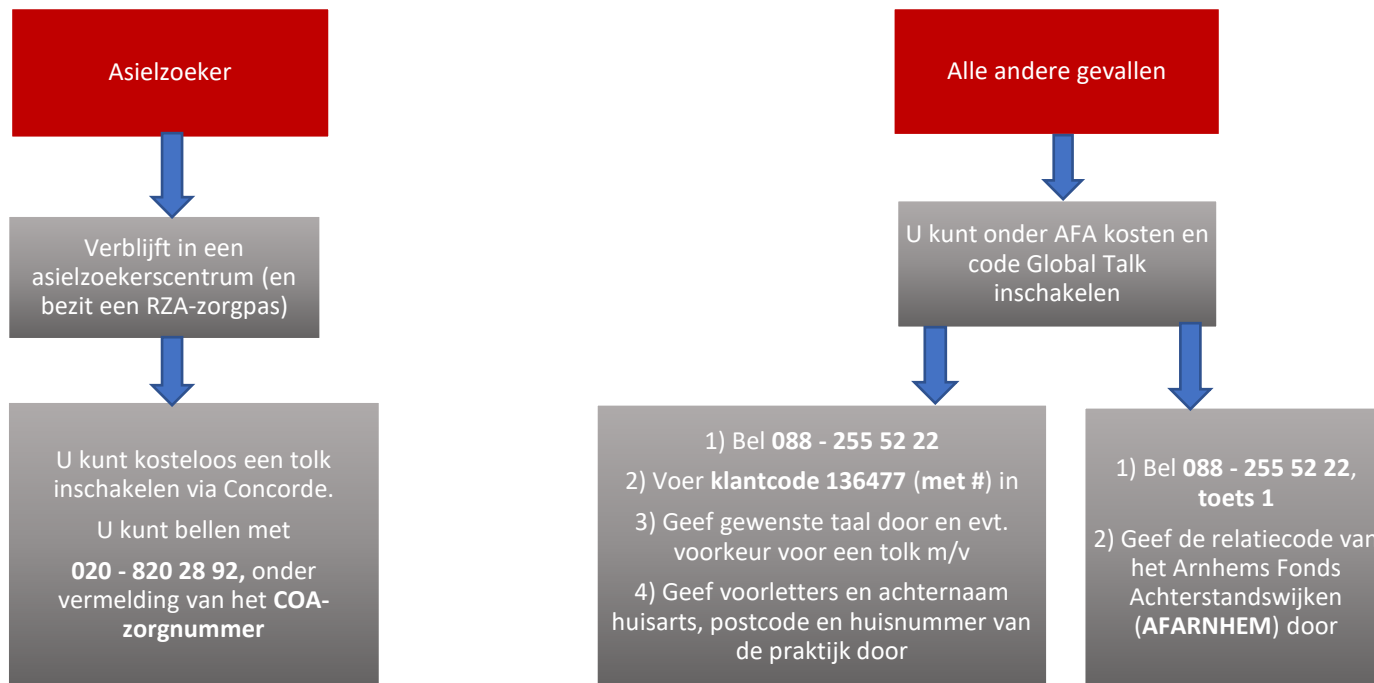 Asielzoeker
Verblijft in een
asielzoekerscentrum (en
bezit een RZA-zorgpas)
U kunt kosteloos een tolk
inschakelen via Concorde.
U kunt bellen met
020 - 820 28 92, onder
vermelding van het COA-
zorgnummer
Alle andere gevallen
U kunt onder AFA kosten en
code Global Talk
inschakelen
1) Bel 088 - 255 52 22
2) Voer klantcode 136477 (met #) in
3) Geef gewenste taal door en evt.
voorkeur voor een tolk m/v
4) Geef voorletters en achternaam
huisarts, postcode en huisnummer van
de praktijk door
1) Bel 088 - 255 52 22,
toets 1
2) Geef de relatiecode van
het Arnhems Fonds
Achterstandswijken
(AFARNHEM) door